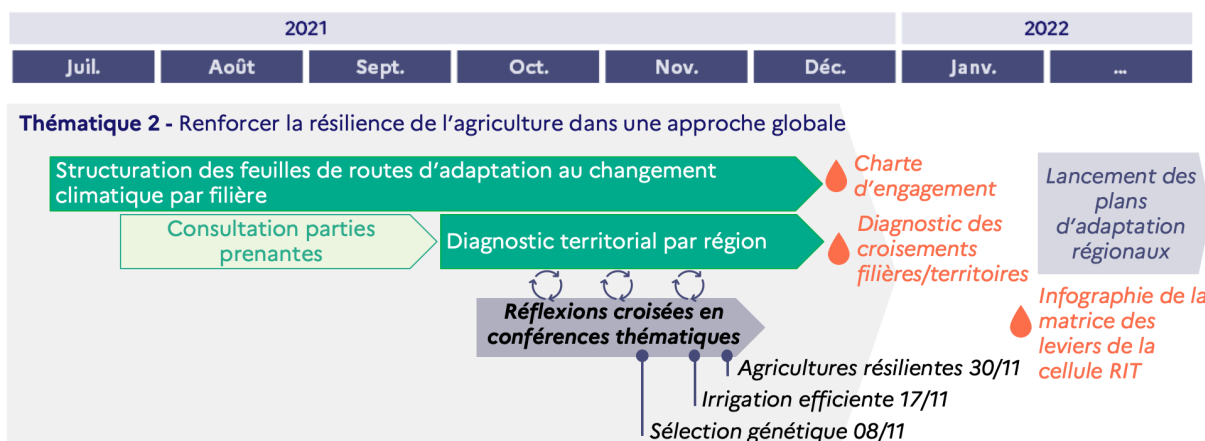 2021
2022
Juil.
Août
Sept.
Oct.
Nov.
Déc.
Janv.
...
Thématique 2 - Renforcer la résilience de l'agriculture dans une approche globale
Structuration des feuilles de routes d'adaptation au changement
climatique par filière
Charte
d'engagement
Consultation parties
prenantes
Diagnostic territorial par région
Diagnostic des
croisements
filières/territoires
Lancement des
plans
d'adaptation
régionaux
Réflexions croisées en
conférences thématiques
Infographie de la
matrice des
leviers de la
cellule RIT
Agricultures résilientes 30/11
Irrigation efficiente 17/11
Sélection génétique 08/11